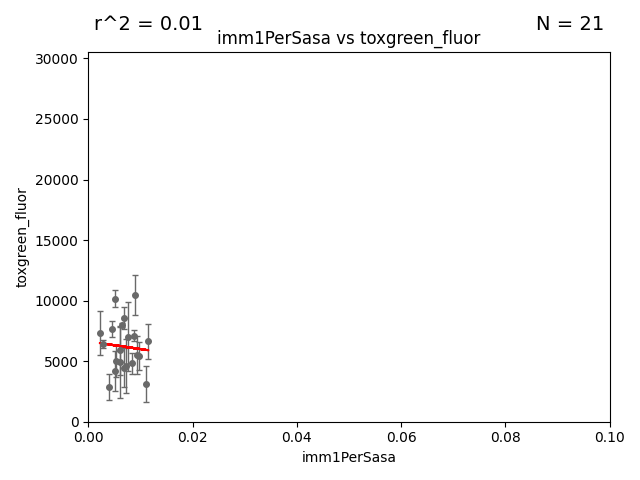 r^2 = 0.01
N = 21
imm1PerSasa vs toxgreen_fluor
30000
25000
20000
15000
10000
5000
0
toxgreen_fluor
0.00 0.02 0.04 0.06 0.08 0.10
imm1PerSasa